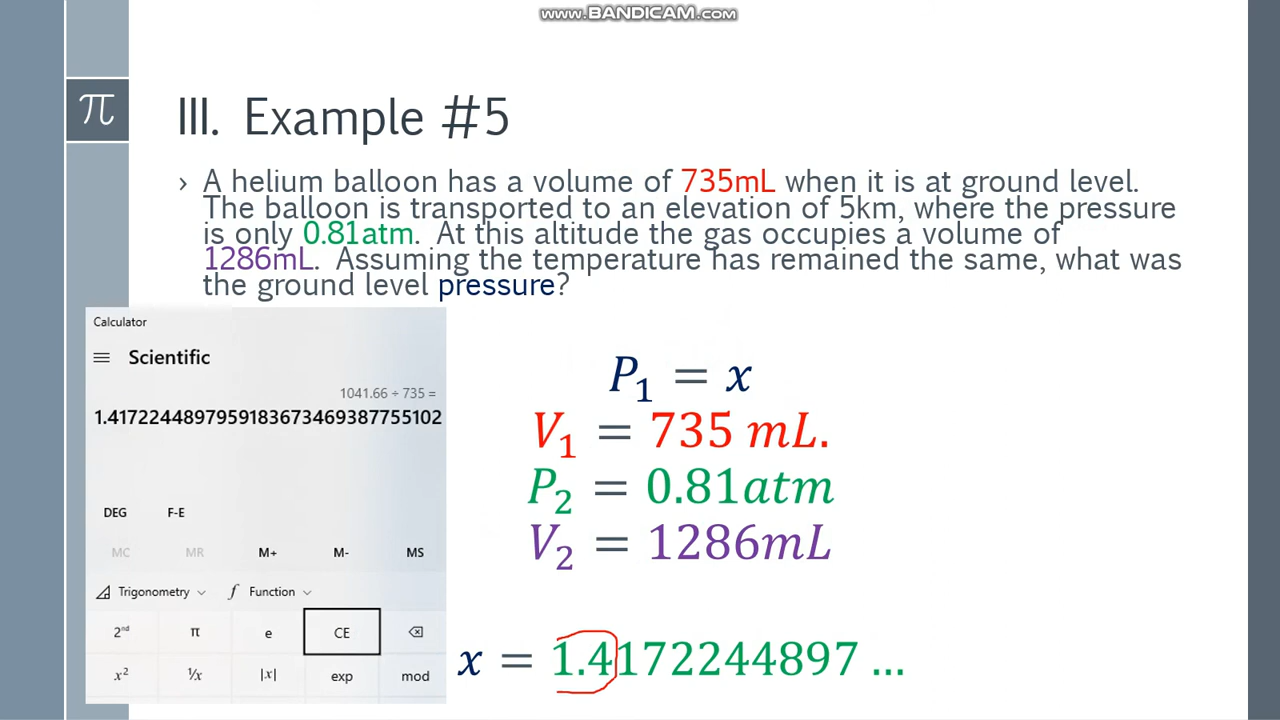 www.BANDICAM.com
π
III. Example #5
› A helium balloon has a volume of 735mL when it is at ground level.
The balloon is transported to an elevation of 5km, where the pressure
is only 0.81atm. At this altitude the gas occupies a volume of
1286mL. Assuming the temperature has remained the same, what was
the ground level pressure?
Calculator
Scientific
1041.66 ÷ 735 =
1.4172244897959183673469387755102
DEG F-E
MC MR M+ M- MS
Trigonometry f Function
2ⁿᵈ π e CE ⌫
x² ¹/x |x| exp mod
P₁ = x
V₁ = 735 mL.
P₂ = 0.81atm
V₂ = 1286mL
x = 1.4172244897 ...